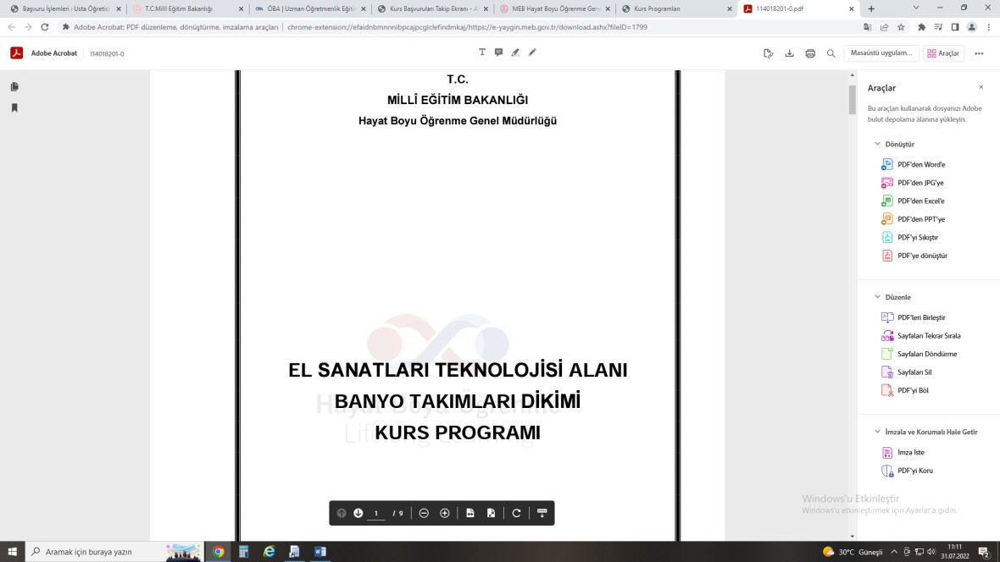 Başvuru İşlemleri : Usta Öğretici
T.C.Millî Eğitim Bakanlığı
ÖBA | Uzman Öğretmenlik Eğiti
Kurs Başvuruları Takip Ekranı - A
MEB Hayat Boyu Öğrenme Gene
Kurs Programları
114018201-0.pdf
Adobe Acrobat: PDF düzenleme, dönüştürme, imzalama araçları | chrome-extension://efaidnbmnnnibpcajpcglclefindmkaj/https://e-yaygin.meb.gov.tr/download.ashx?fileID=1799
Adobe Acrobat
114018201-0
Masaüstü uygulam...
Araçlar
T.C.
MİLLÎ EĞİTİM BAKANLIĞI
Hayat Boyu Öğrenme Genel Müdürlüğü
EL SANATLARI TEKNOLOJİSİ ALANI
BANYO TAKIMLARI DİKİMİ
Hayat Boyu Öğrenme
KURS PROGRAMI
Lifelong Learning
1 / 9
Araçlar
Bu araçları kullanarak dosyanızı Adobe
bulut depolama alanına yükleyin.
Dönüştür
PDF'den Word'e
PDF'den JPG'ye
PDF'den Excel'e
PDF'den PPT'ye
PDF'yi Sıkıştır
PDF'ye dönüştür
Düzenle
PDF'leri Birleştir
Sayfaları Tekrar Sırala
Sayfaları Döndürme
Sayfaları Sil
PDF'yi Böl
İmzala ve Korumalı Hale Getir
İmza İste
PDF'yi Koru
Windows'u Etkinleştir
Windows'u etkinleştirmek için Ayarlar'a gidin.
Aramak için buraya yazın
30°C Güneşli
11:11
31.07.2022
2